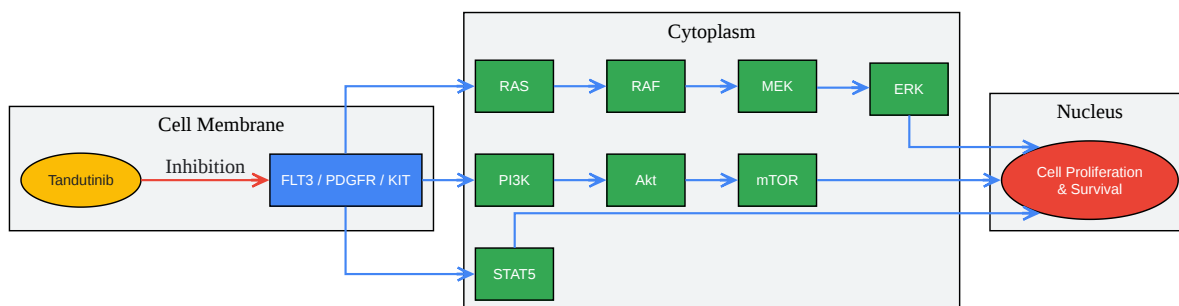 Cytoplasm
RAS
RAF
MEK
ERK
Cell Membrane
Nucleus
Tandutinib
Inhibition
FLT3 / PDGFR / KIT
PI3K
Akt
mTOR
Cell Proliferation
& Survival
STAT5